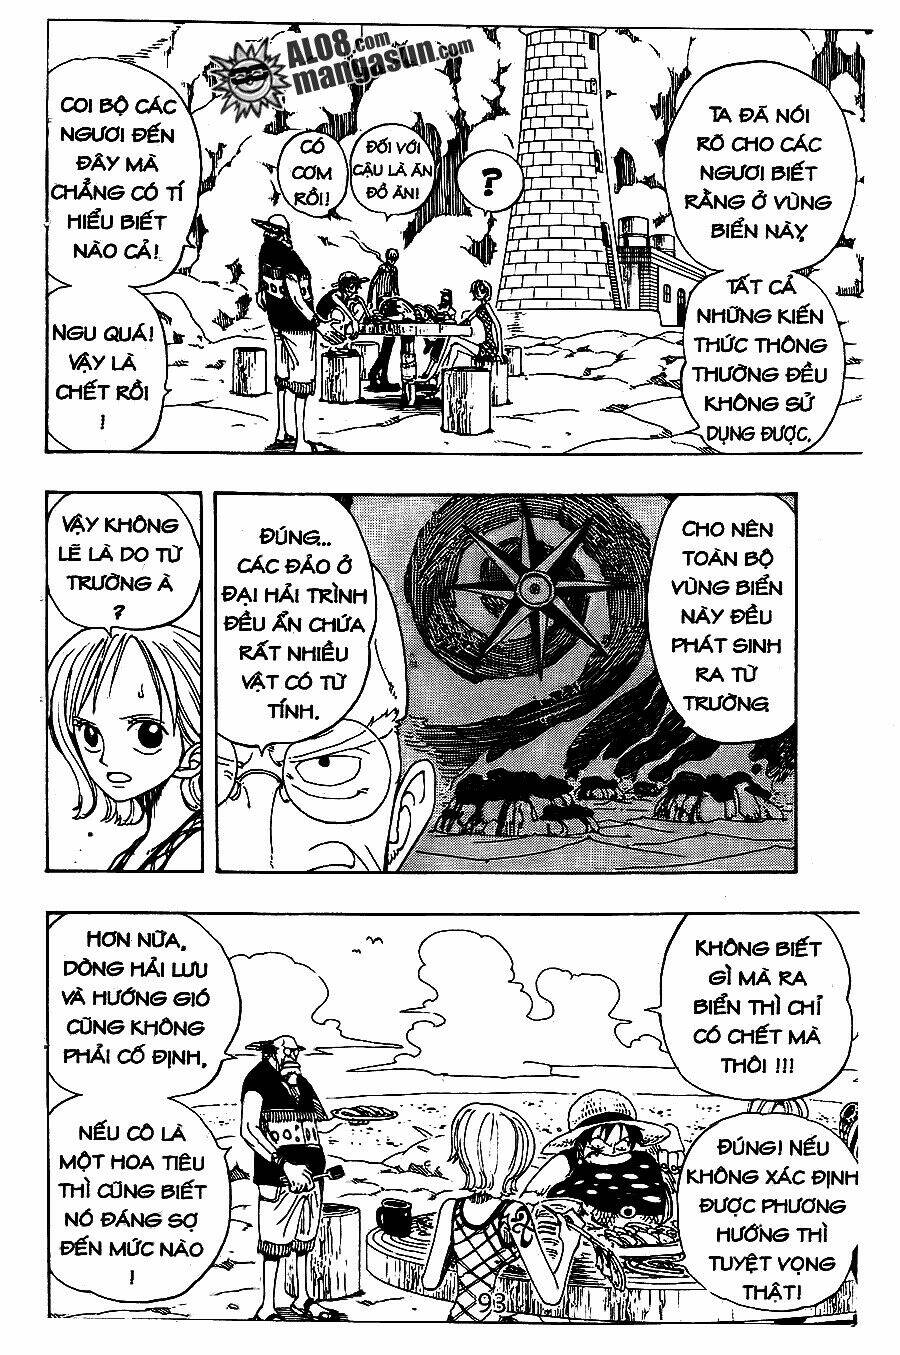 AL08.com
mangasun.com
TA ĐÃ NÓI
RÕ CHO CÁC
NGƯƠI BIẾT
RẰNG Ở VÙNG
BIỂN NÀY,
TẤT CẢ
NHỮNG KIẾN
THỨC THÔNG
THƯỜNG ĐỀU
KHÔNG SỬ
DỤNG ĐƯỢC.
?
ĐỐI VỚI
CẬU LÀ ĂN
ĐỒ ĂN!
CÓ
CƠM
RỒI!
COI BỘ CÁC
NGƯƠI ĐẾN
ĐÂY MÀ
CHẲNG CÓ TÍ
HIỂU BIẾT
NÀO CẢ!
NGU QUÁ!
VẬY LÀ
CHẾT RỒI
!
CHO NÊN
TOÀN BỘ
VÙNG BIỂN
NÀY ĐỀU
PHÁT SINH
RA TỪ
TRƯỜNG.
ĐÚNG..
CÁC ĐẢO Ở
ĐẠI HẢI TRÌNH
ĐỀU ẨN CHỨA
RẤT NHIỀU
VẬT CÓ TỪ
TÍNH.
VẬY KHÔNG
LẼ LÀ DO TỪ
TRƯỜNG À
?
KHÔNG BIẾT
GÌ MÀ RA
BIỂN THÌ CHỈ
CÓ CHẾT MÀ
THÔI !!!
ĐÚNG! NẾU
KHÔNG XÁC ĐỊNH
ĐƯỢC PHƯƠNG
HƯỚNG THÌ
TUYỆT VỌNG
THẬT!
HƠN NỮA,
DÒNG HẢI LƯU
VÀ HƯỚNG GIÓ
CŨNG KHÔNG
PHẢI CỐ ĐỊNH.
NẾU CÔ LÀ
MỘT HOA TIÊU
THÌ CŨNG BIẾT
NÓ ĐÁNG SỢ
ĐẾN MỨC NÀO
!
93